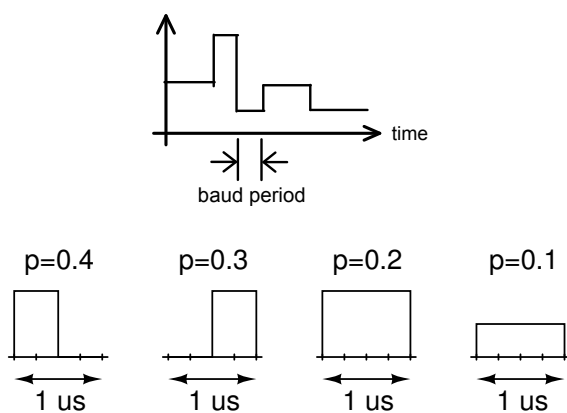 time
baud period
p=0.4 p=0.3 p=0.2 p=0.1
1 us 1 us 1 us 1 us